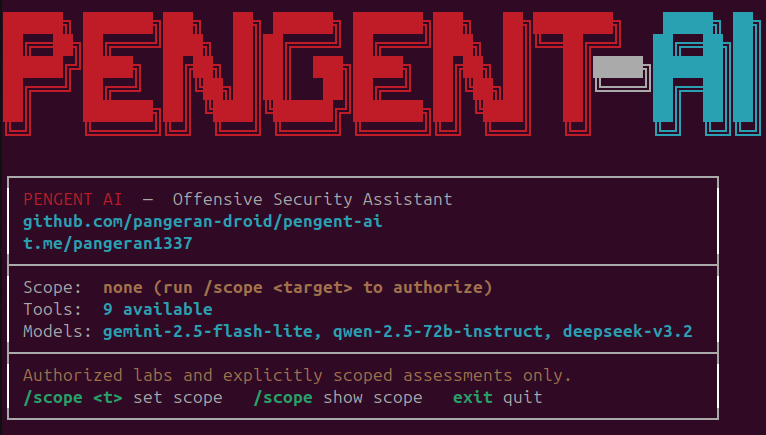 PENGENT-AI
PENGENT AI — Offensive Security Assistant
github.com/pangeran-droid/pengent-ai
t.me/pangeran1337
Scope: none (run /scope <target> to authorize)
Tools: 9 available
Models: gemini-2.5-flash-lite, qwen-2.5-72b-instruct, deepseek-v3.2
Authorized labs and explicitly scoped assessments only.
/scope <t> set scope /scope show scope exit quit